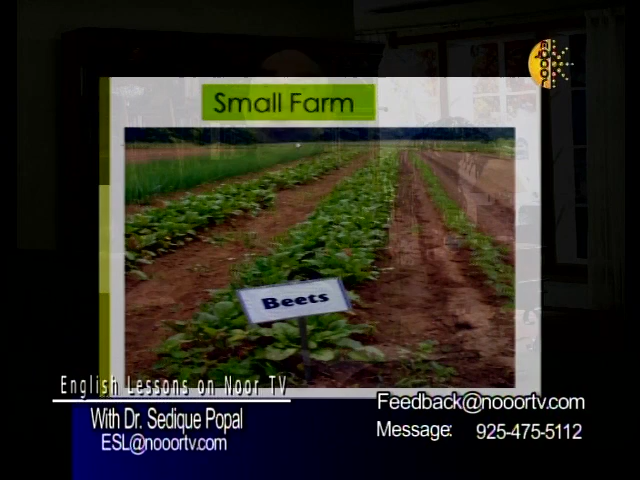 NOOOR
Small Farm
Beets
English Lessons on Noor TV
With Dr. Sedique Popal
ESL@nooortv.com
Feedback@nooortv.com
Message: 925-475-5112